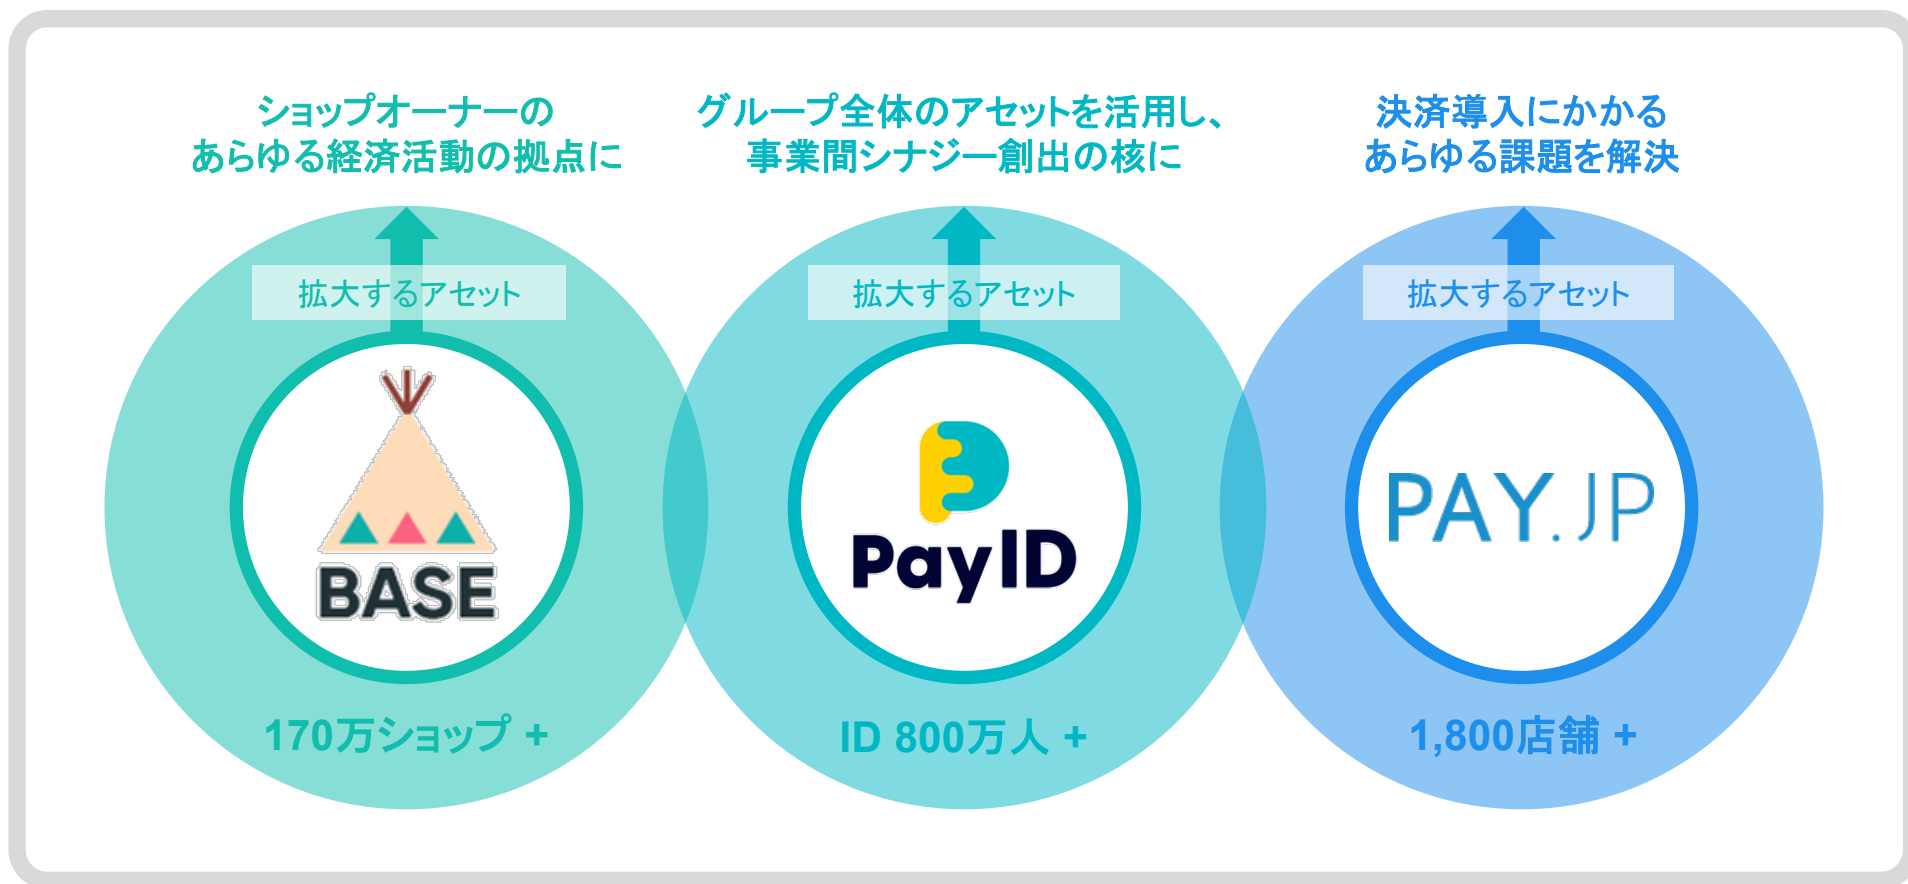 ショップオーナーの
あらゆる経済活動の拠点に
拡大するアセット
BASE
170万ショップ +
グループ全体のアセットを活用し、
事業間シナジー創出の核に
拡大するアセット
PayID
ID 800万人 +
決済導入にかかる
あらゆる課題を解決
拡大するアセット
PAY.JP
1,800店舗 +